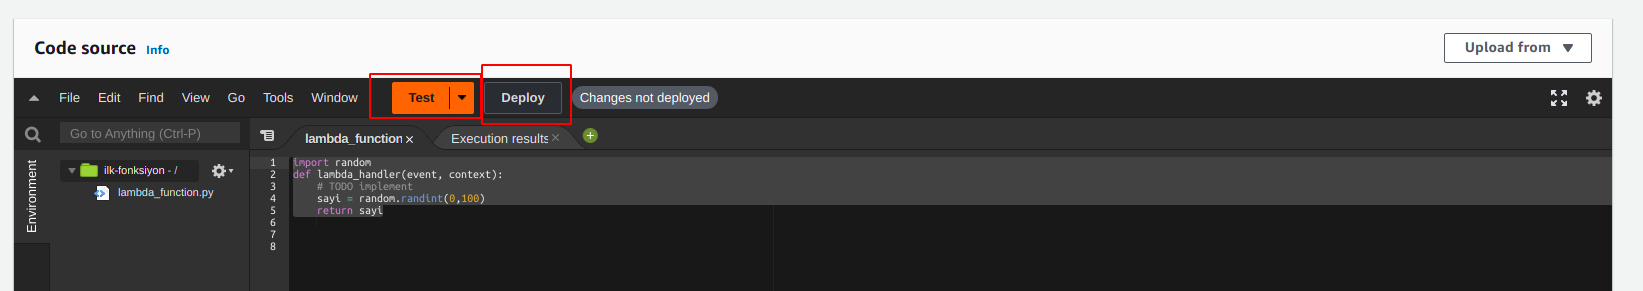 Code source Info
Upload from
File Edit Find View Go Tools Window Test Deploy Changes not deployed
Go to Anything (Ctrl-P)
lambda_function Execution results
Environment
ilk-fonksiyon - /
lambda_function.py
1 import random
2 def lambda_handler(event, context):
3 # TODO implement
4 sayi = random.randint(0,100)
5 return sayi
6
7
8